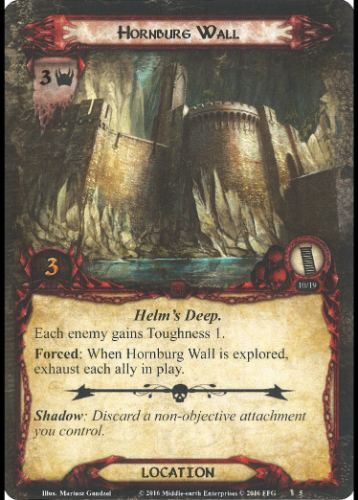 HORNBURG WALL
3
3
10/19
Helm's Deep.
Each enemy gains Toughness 1.
Forced: When Hornburg Wall is explored,
exhaust each ally in play.
Shadow: Discard a non-objective attachment
you control.
LOCATION
Illus. Mariusz Gandzel © 2016 Middle-earth Enterprises © 2016 FFG 5